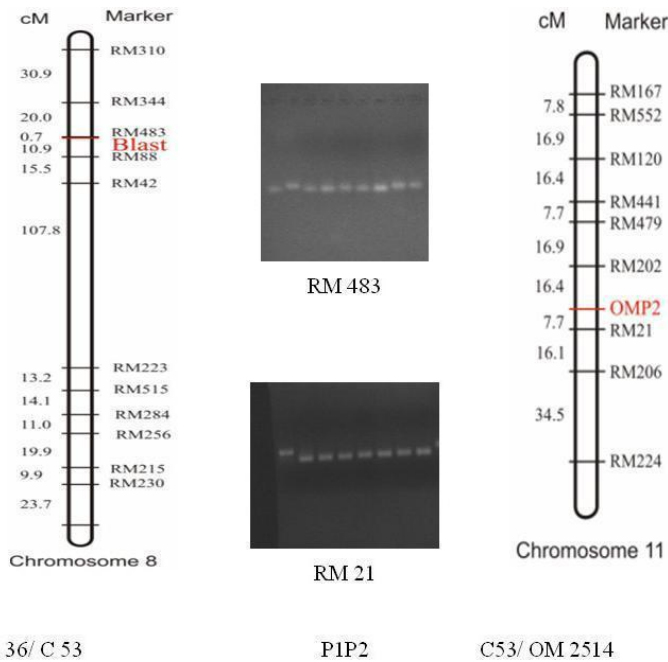 cM Marker
RM310
30.9
RM344
20.0
RM483
0.7
Blast
10.9
RM88
15.5
RM42
107.8
RM223
13.2
RM515
14.1
RM284
11.0
RM256
19.9
RM215
9.9
RM230
23.7
Chromosome 8
RM 483
RM 21
cM Marker
RM167
7.8
RM552
16.9
RM120
16.4
RM441
7.7
RM479
16.9
RM202
16.4
OMP2
7.7
RM21
16.1
RM206
34.5
RM224
Chromosome 11
36/ C 53 P1P2 C53/ OM 2514